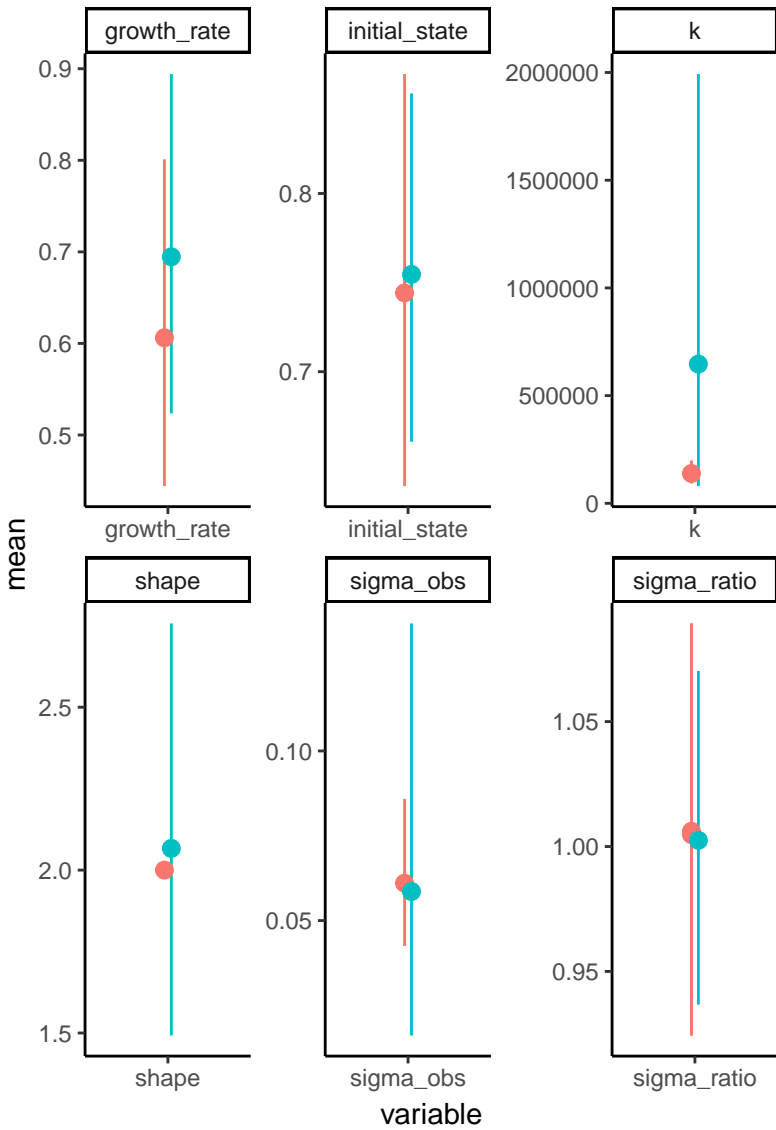 growth_rate
initial_state
k
0.9
0.8
0.7
0.6
0.5
0.8
0.7
2000000
1500000
1000000
500000
0
growth_rate
initial_state
k
mean
shape
sigma_obs
sigma_ratio
2.5
2.0
1.5
0.10
0.05
1.05
1.00
0.95
shape
sigma_obs
sigma_ratio
variable